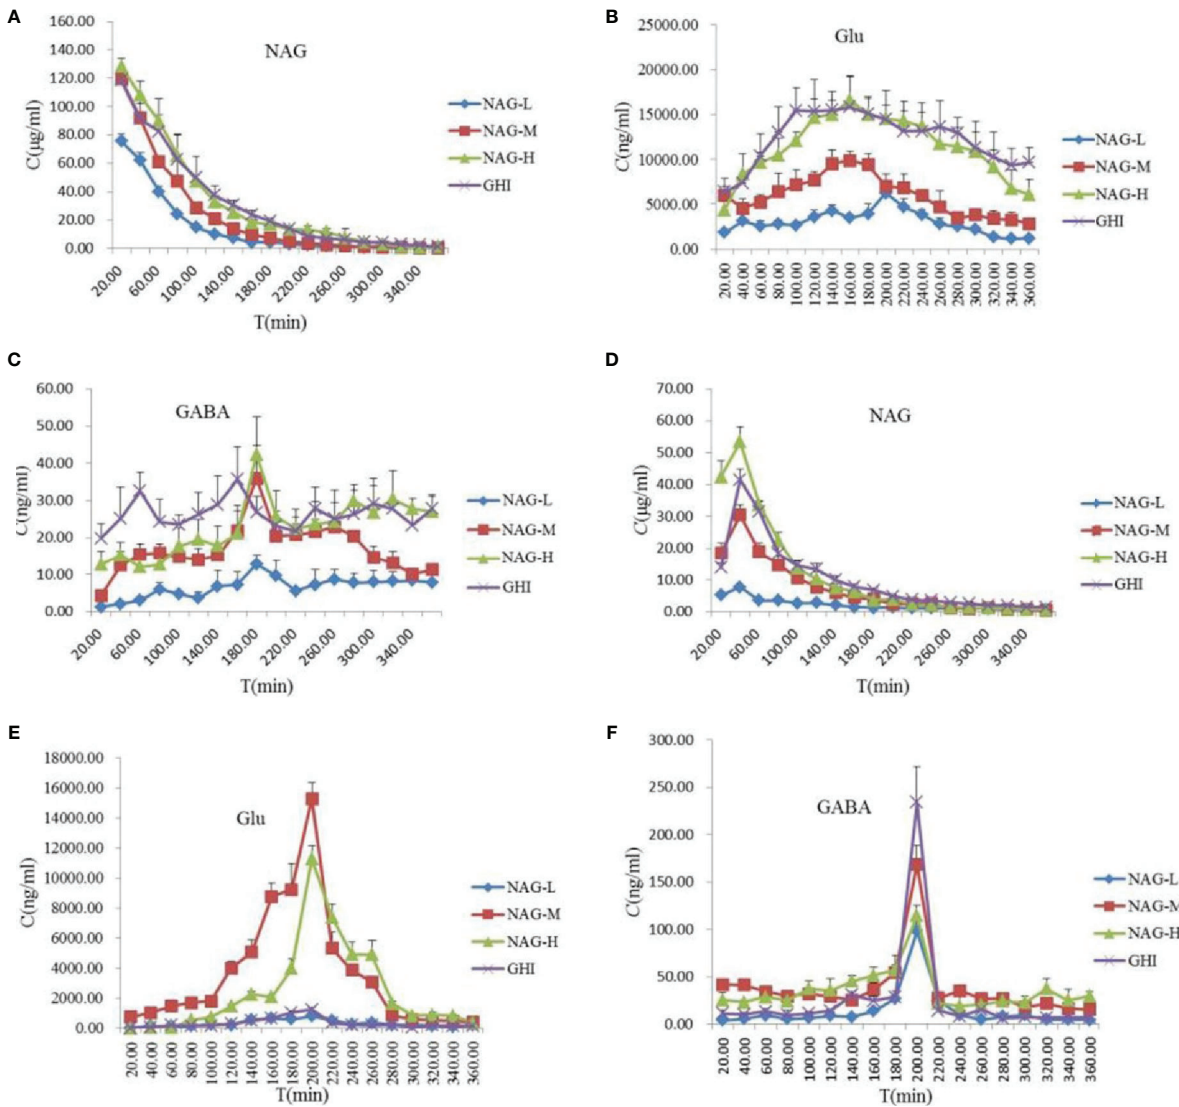 A
NAG
C(μg/ml)
160.00
140.00
120.00
100.00
80.00
60.00
40.00
20.00
0.00
20.00 60.00 100.00 140.00 180.00 220.00 260.00 300.00 340.00
T(min)
NAG-L
NAG-M
NAG-H
GHI
B
Glu
C(ng/ml)
25000.00
20000.00
15000.00
10000.00
5000.00
0.00
20.00 40.00 60.00 80.00 100.00 120.00 140.00 160.00 180.00 200.00 220.00 240.00 260.00 280.00 300.00 320.00 340.00 360.00
T(min)
NAG-L
NAG-M
NAG-H
GHI
C
GABA
C(ng/ml)
60.00
50.00
40.00
30.00
20.00
10.00
0.00
20.00 60.00 100.00 140.00 180.00 220.00 260.00 300.00 340.00
T(min)
NAG-L
NAG-M
NAG-H
GHI
D
NAG
C(μg/ml)
70.00
60.00
50.00
40.00
30.00
20.00
10.00
0.00
20.00 60.00 100.00 140.00 180.00 220.00 260.00 300.00 340.00
T(min)
NAG-L
NAG-M
NAG-H
GHI
E
Glu
C(ng/ml)
18000.00
16000.00
14000.00
12000.00
10000.00
8000.00
6000.00
4000.00
2000.00
0.00
20.00 40.00 60.00 80.00 100.00 120.00 140.00 160.00 180.00 200.00 220.00 240.00 260.00 280.00 300.00 320.00 340.00 360.00
T(min)
NAG-L
NAG-M
NAG-H
GHI
F
GABA
C(ng/ml)
300.00
250.00
200.00
150.00
100.00
50.00
0.00
20.00 40.00 60.00 80.00 100.00 120.00 140.00 160.00 180.00 200.00 220.00 240.00 260.00 280.00 300.00 320.00 340.00 360.00
T(min)
NAG-L
NAG-M
NAG-H
GHI